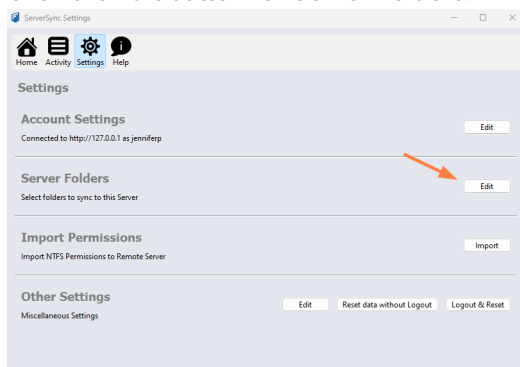 ServerSync Settings
Home Activity Settings Help
Settings
Account Settings
Connected to http://127.0.0.1 as jenniferp
Edit
Server Folders
Select folders to sync to this Server
Edit
Import Permissions
Import NTFS Permissions to Remote Server
Import
Other Settings
Miscellaneous Settings
Edit Reset data without Logout Logout & Reset